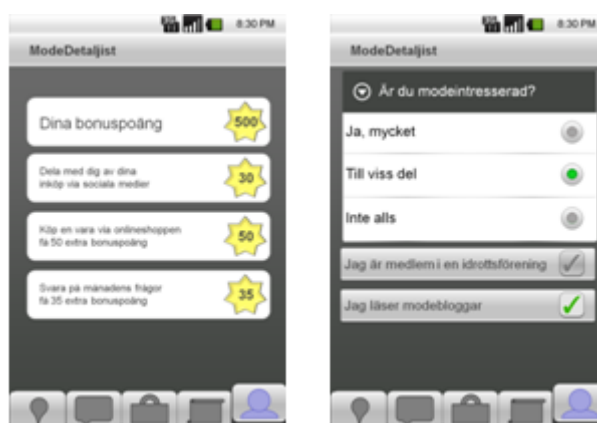 8:30 PM
ModeDetaljist
Dina bonuspoäng
500
Dela med dig av dina
inköp via sociala medier
30
Köp en vara via onlineshoppen
få 50 extra bonuspoäng
50
Svara på månadens frågor
få 35 extra bonuspoäng
35
8:30 PM
ModeDetaljist
Är du modeintresserad?
Ja, mycket
Till viss del
Inte alls
Jag är medlem i en idrottsförening
Jag läser modebloggar